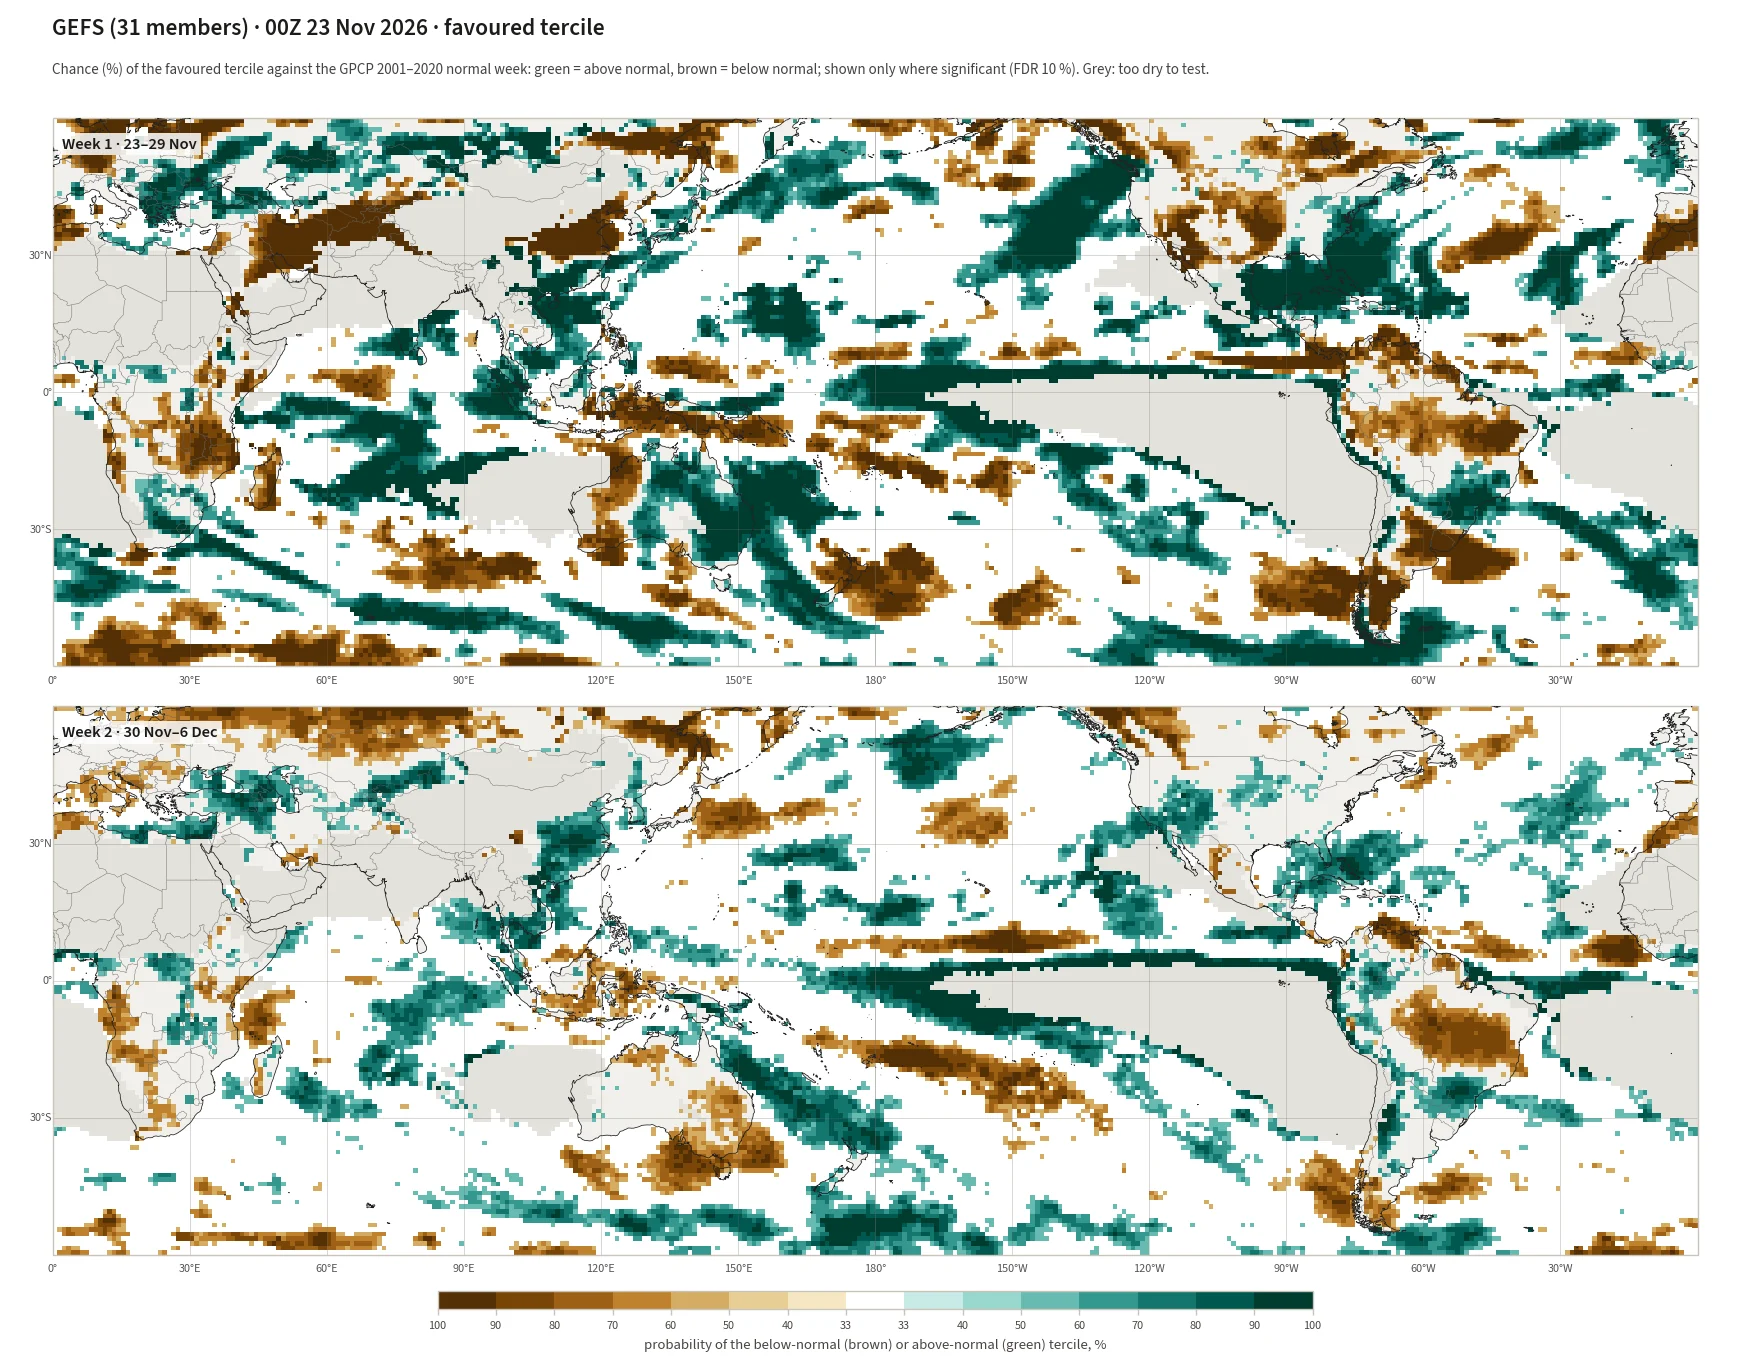 GEFS (31 members) · 00Z 23 Nov 2026 · favoured tercile
Chance (%) of the favoured tercile against the GPCP 2001–2020 normal week: green = above normal, brown = below normal; shown only where significant (FDR 10 %). Grey: too dry to test.
Week 1 · 23–29 Nov
30°N
0°
30°S
0° 30°E 60°E 90°E 120°E 150°E 180° 150°W 120°W 90°W 60°W 30°W
Week 2 · 30 Nov–6 Dec
30°N
0°
30°S
0° 30°E 60°E 90°E 120°E 150°E 180° 150°W 120°W 90°W 60°W 30°W
100 90 80 70 60 50 40 33 33 40 50 60 70 80 90 100
probability of the below-normal (brown) or above-normal (green) tercile, %